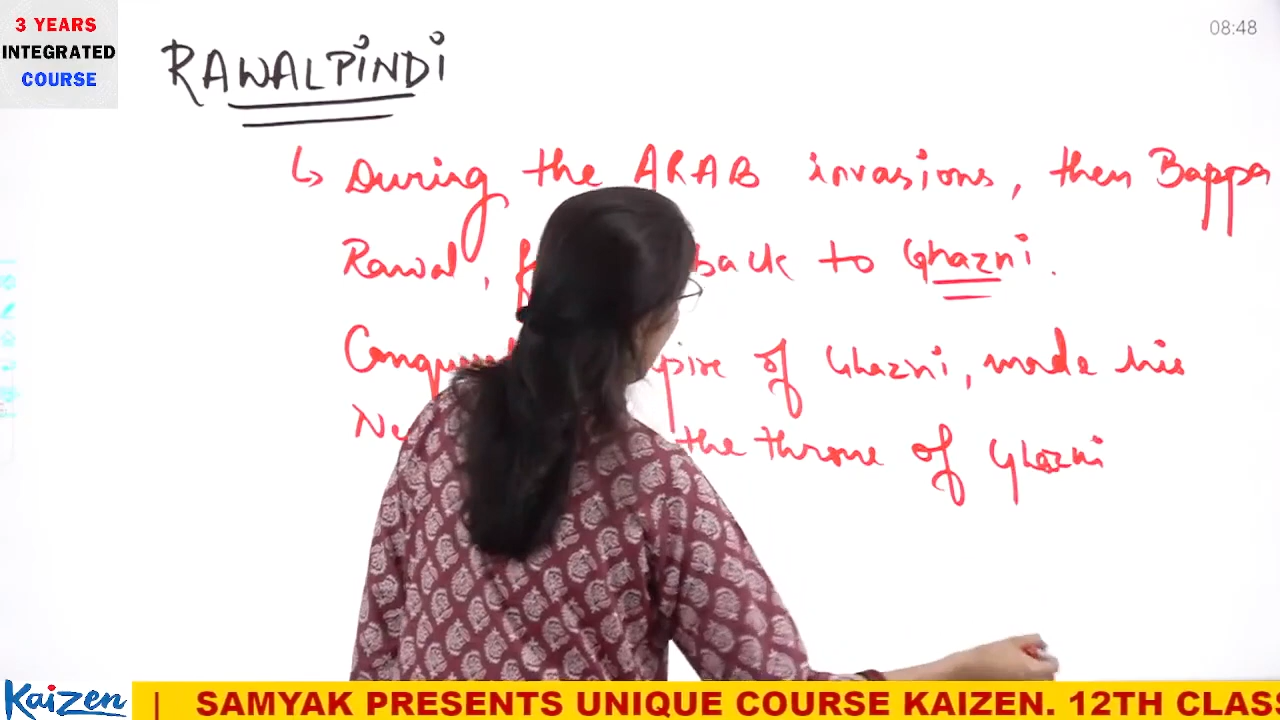 3 YEARS
INTEGRATED
COURSE
08:48
RAWALPINDI
↳ During the ARAB invasions, then Bappa
Rawal, back to Ghazni.
of Ghazni, made his
the throne of Ghazni
Kaizen | SAMYAK PRESENTS UNIQUE COURSE KAIZEN. 12TH CLASS